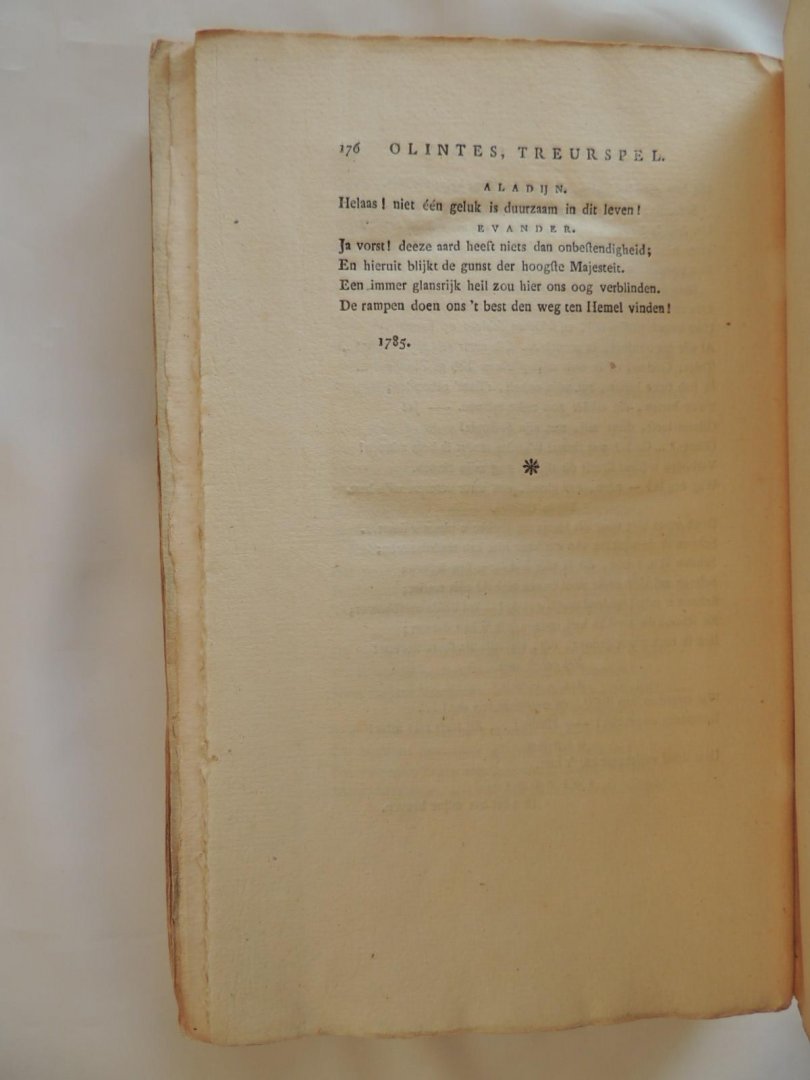 176 OLINTES, TREURSPEL.
ALADIJN.
Helaas! niet één geluk is duurzaam in dit leven!
EVANDER.
Ja vorst! deeze aard heeft niets dan onbeſtendigheid;
En hieruit blijkt de gunst der hoogſte Majesteit.
Een immer glansrijk heil zou hier ons oog verblinden.
De rampen doen ons 't best den weg ten Hemel vinden!
1785.